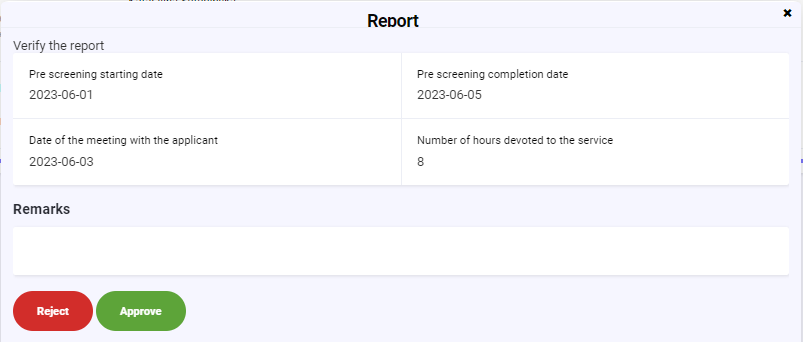 Report
Verify the report
Pre screening starting date
2023-06-01
Pre screening completion date
2023-06-05
Date of the meeting with the applicant
2023-06-03
Number of hours devoted to the service
8
Remarks
Reject
Approve